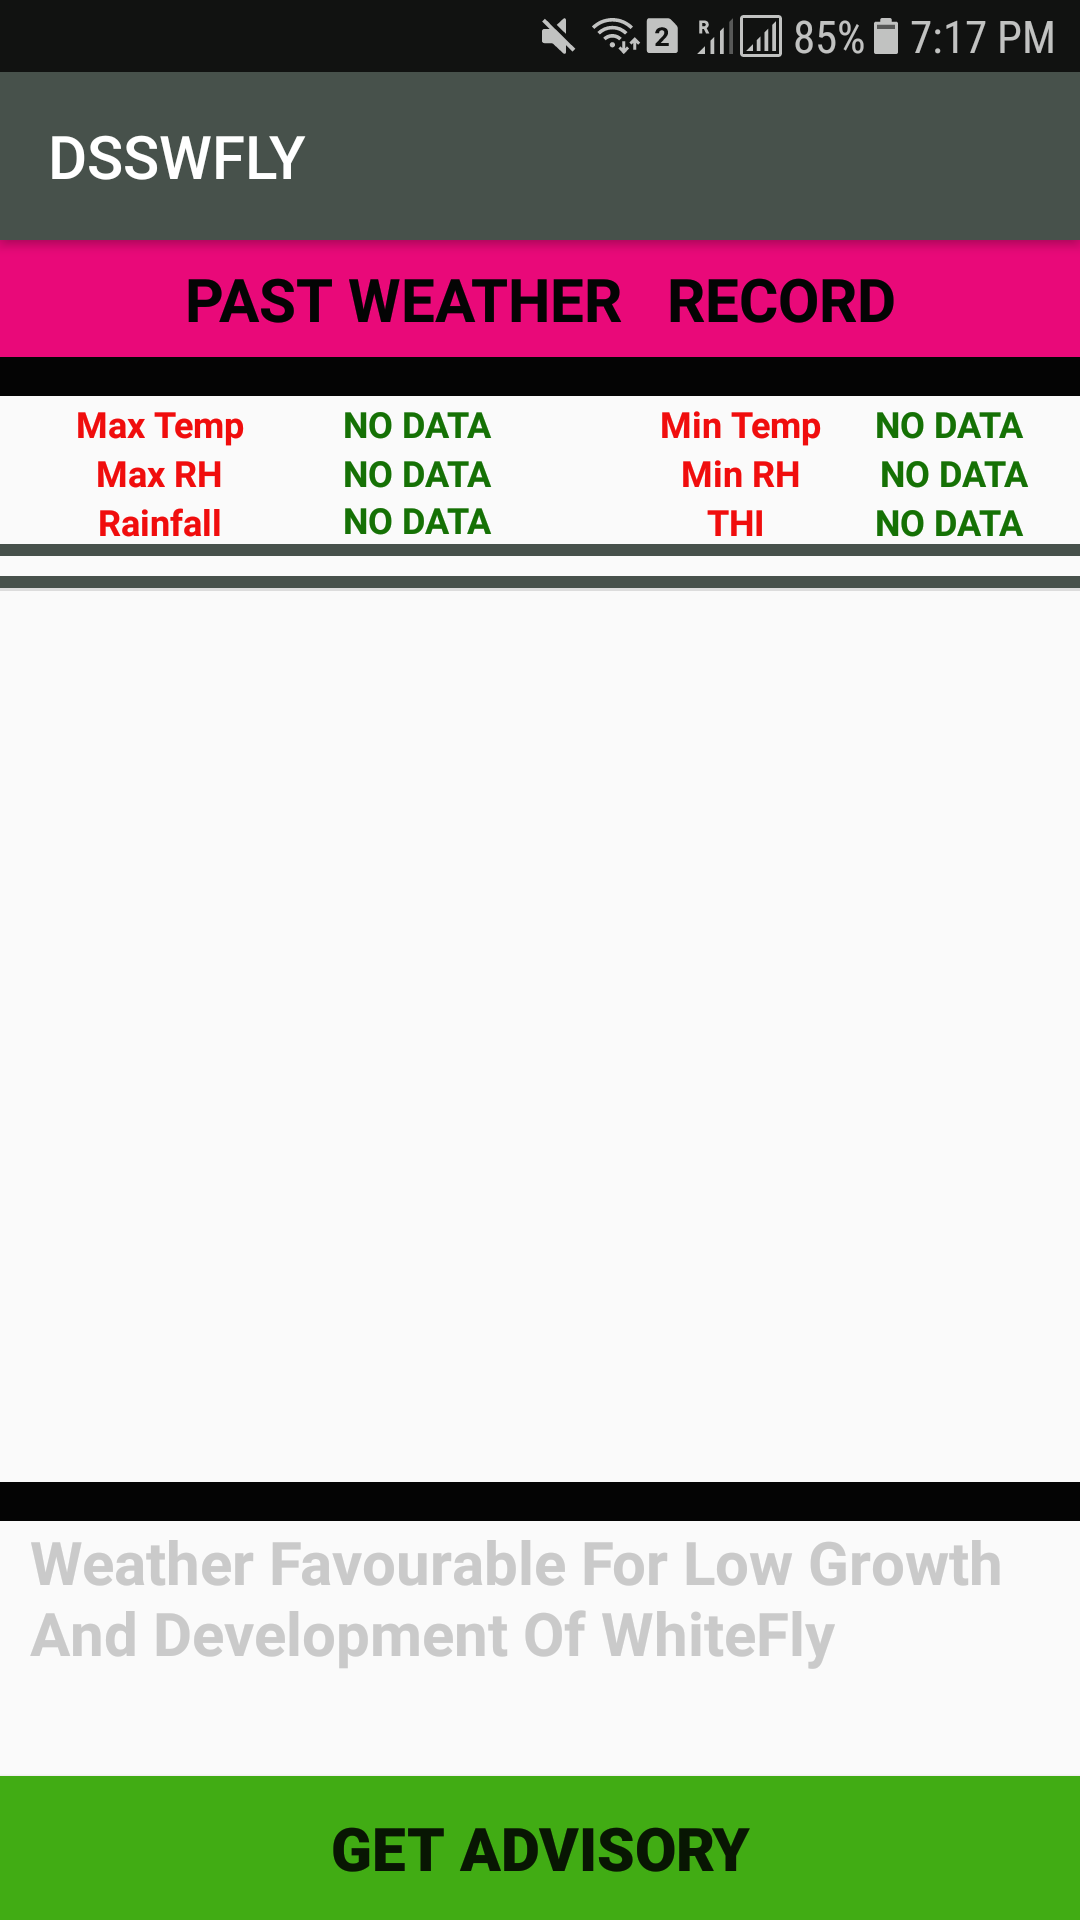 2 R 85% 7:17 PM
DSSWFLY
PAST WEATHER RECORD
Max Temp NO DATA Min Temp NO DATA
Max RH NO DATA Min RH NO DATA
Rainfall NO DATA THI NO DATA
Weather Favourable For Low Growth
And Development Of WhiteFly
GET ADVISORY